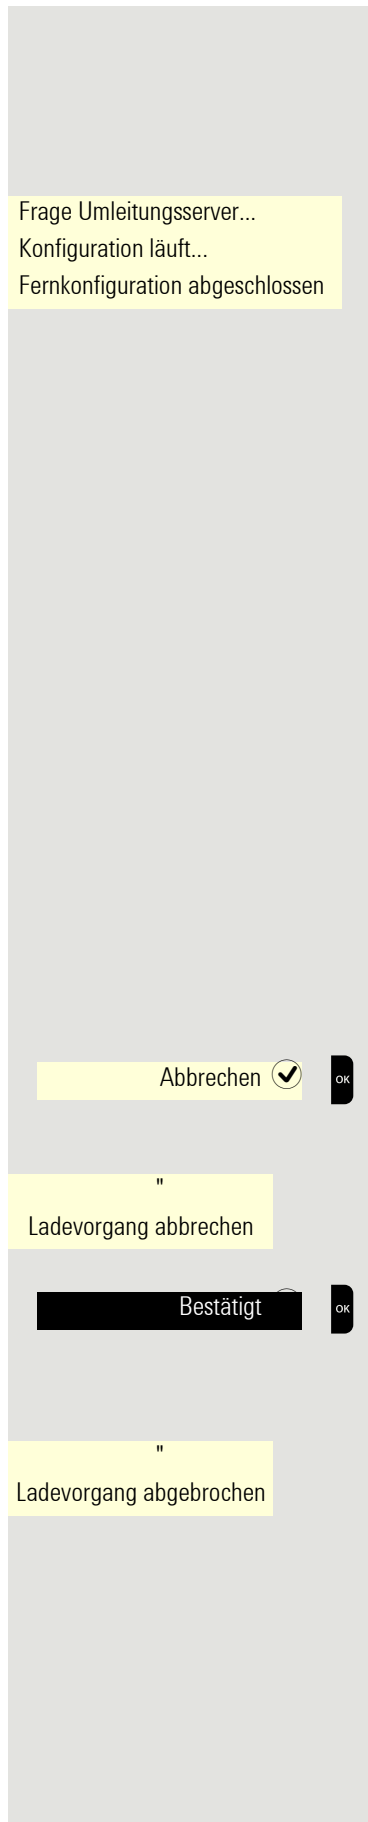 Frage Umleitungsserver...
Konfiguration läuft...
Fernkonfiguration abgeschlossen
Abbrechen OK
"
Ladevorgang abbrechen
Bestätigt OK
"
Ladevorgang abgebrochen